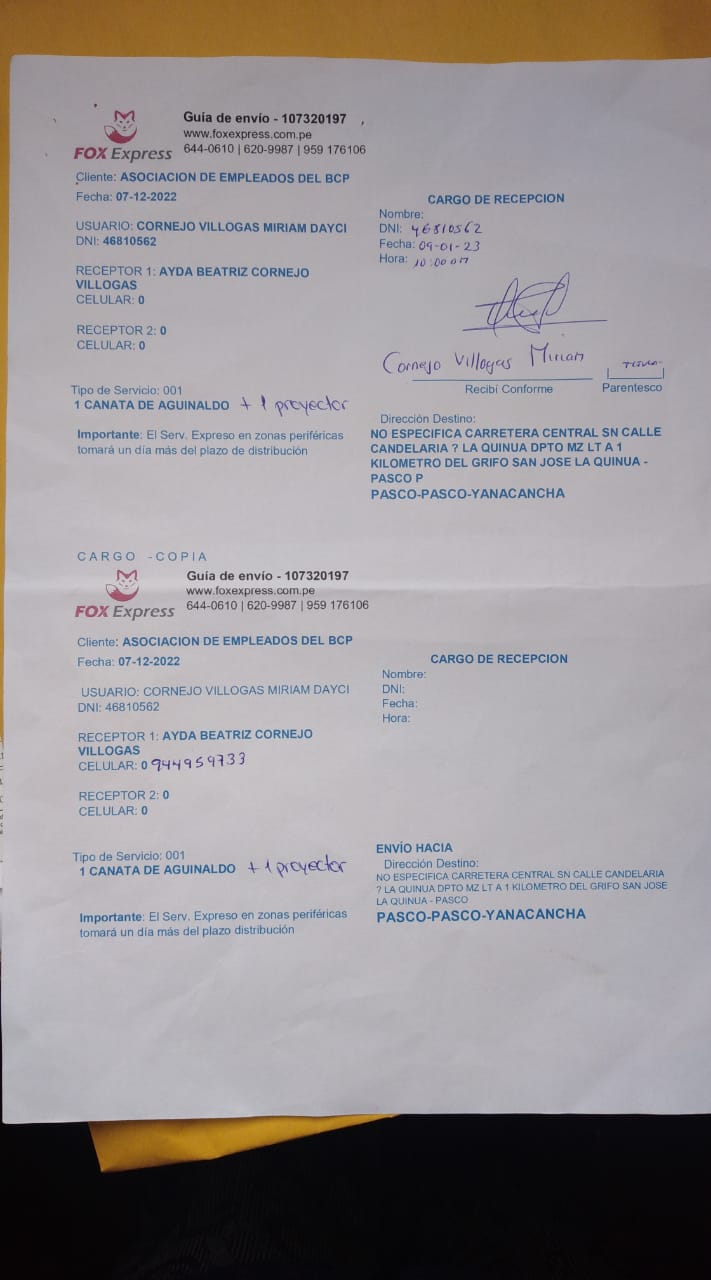 FOX Express
Guía de envío - 107320197
www.foxexpress.com.pe
644-0610 | 620-9987 | 959 176106
Cliente: ASOCIACION DE EMPLEADOS DEL BCP
Fecha: 07-12-2022
USUARIO: CORNEJO VILLOGAS MIRIAM DAYCI
DNI: 46810562
RECEPTOR 1: AYDA BEATRIZ CORNEJO
VILLOGAS
CELULAR: 0
RECEPTOR 2: 0
CELULAR: 0
Tipo de Servicio: 001
1 CANATA DE AGUINALDO + 1 proyector
Importante: El Serv. Expreso en zonas periféricas
tomará un día más del plazo de distribución
CARGO DE RECEPCION
Nombre:
DNI: 46810562
Fecha: 09-01-23
Hora: 10:00 am
Cornejo Villogas Miriam
Recibí Conforme
Parentesco
Dirección Destino:
NO ESPECIFICA CARRETERA CENTRAL SN CALLE
CANDELARIA ? LA QUINUA DPTO MZ LT A 1
KILOMETRO DEL GRIFO SAN JOSE LA QUINUA -
PASCO P
PASCO-PASCO-YANACANCHA
CARGO - COPIA
FOX Express
Guía de envío - 107320197
www.foxexpress.com.pe
644-0610 | 620-9987 | 959 176106
Cliente: ASOCIACION DE EMPLEADOS DEL BCP
Fecha: 07-12-2022
USUARIO: CORNEJO VILLOGAS MIRIAM DAYCI
DNI: 46810562
RECEPTOR 1: AYDA BEATRIZ CORNEJO
VILLOGAS
CELULAR: 0 944959733
RECEPTOR 2: 0
CELULAR: 0
Tipo de Servicio: 001
1 CANATA DE AGUINALDO + 1 proyector
Importante: El Serv. Expreso en zonas periféricas
tomará un día más del plazo distribución
CARGO DE RECEPCION
Nombre:
DNI:
Fecha:
Hora:
ENVÍO HACIA
Dirección Destino:
NO ESPECIFICA CARRETERA CENTRAL SN CALLE CANDELARIA
? LA QUINUA DPTO MZ LT A 1 KILOMETRO DEL GRIFO SAN JOSE
LA QUINUA - PASCO
PASCO-PASCO-YANACANCHA